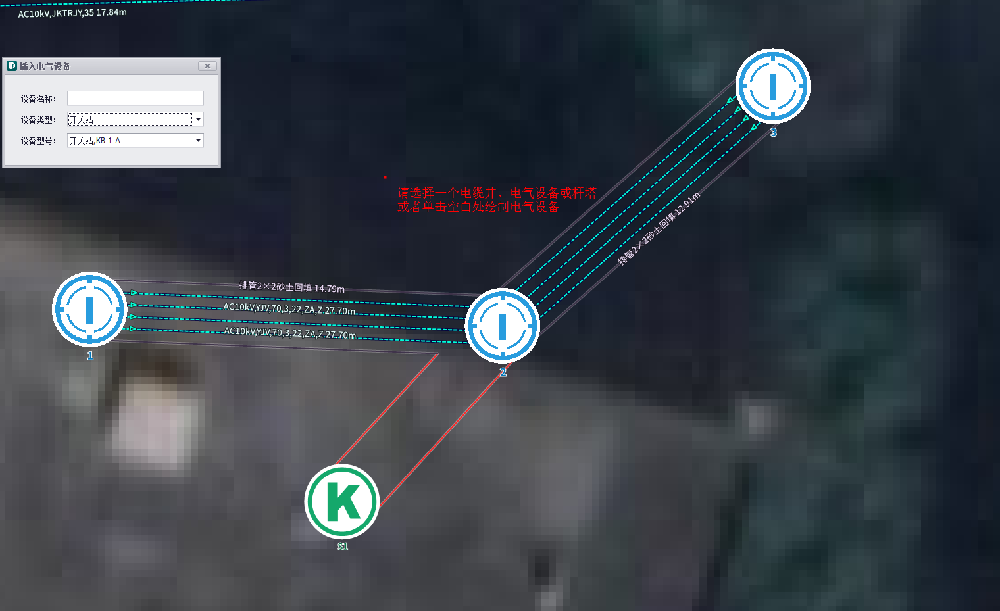 AC10kV,JKTRJY,35 17.84m
插入电气设备
设备名称：
设备类型： 开关站
设备型号： 开关站,KB-1-A
请选择一个电缆井、电气设备或杆塔
或者单击空白处绘制电气设备
3
排管2×2砂土回填 12.91m
排管2×2砂土回填 14.79m
AC10kV,YJV,70,3,22,ZA,Z 27.70m
AC10kV,YJV,70,3,22,ZA,Z 27.70m
1
2
K
S1